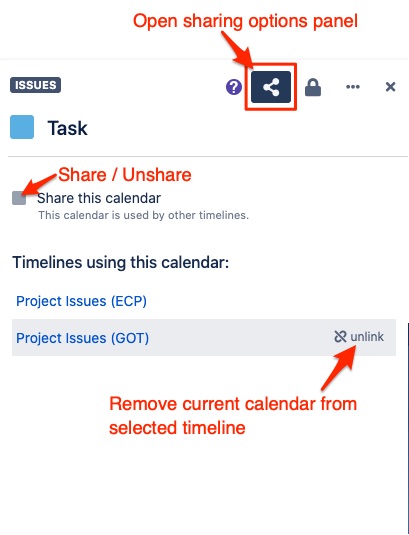 Open sharing options panel
ISSUES
?
Task
Share / Unshare
Share this calendar
This calendar is used by other timelines.
Timelines using this calendar:
Project Issues (ECP)
Project Issues (GOT)
unlink
Remove current calendar from
selected timeline